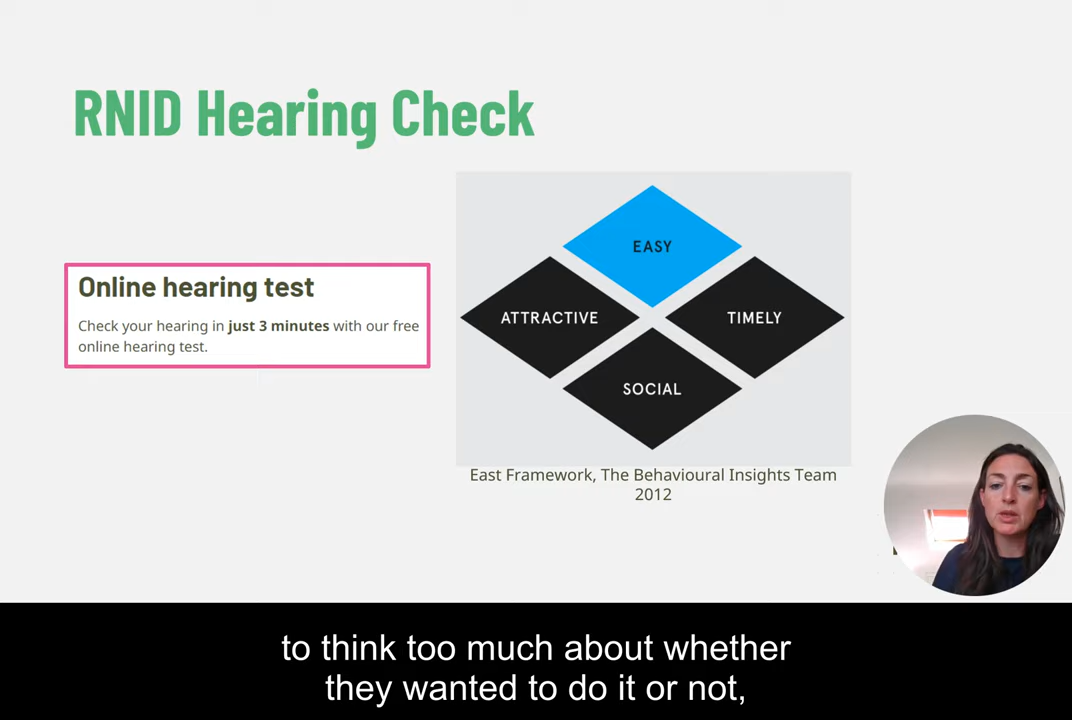 RNID Hearing Check
Online hearing test
Check your hearing in just 3 minutes with our free
online hearing test.
EASY
ATTRACTIVE
TIMELY
SOCIAL
East Framework, The Behavioural Insights Team
2012
to think too much about whether
they wanted to do it or not,